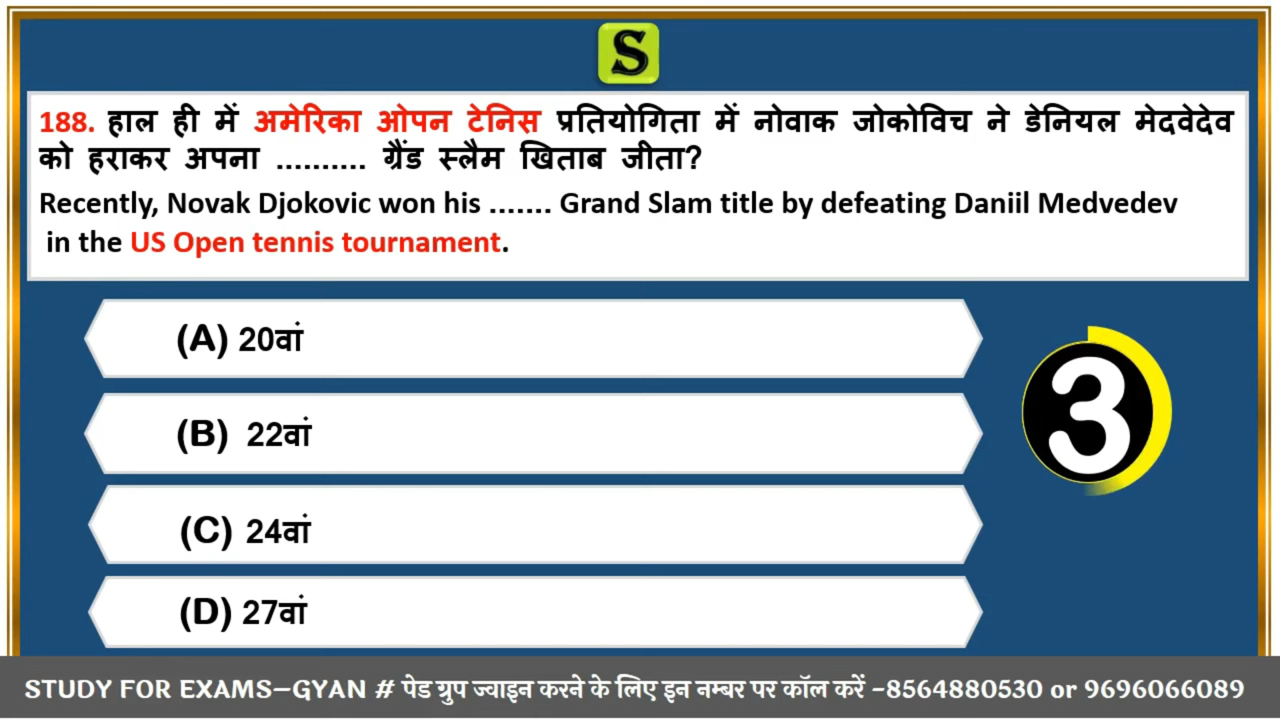 S
188. हाल ही में अमेरिका ओपन टेनिस प्रतियोगिता में नोवाक जोकोविच ने डेनियल मेदवेदेव
को हराकर अपना .......... ग्रैंड स्लैम खिताब जीता?
Recently, Novak Djokovic won his ....... Grand Slam title by defeating Daniil Medvedev
in the US Open tennis tournament.
(A) 20वां
(B) 22वां
(C) 24वां
(D) 27वां
3
STUDY FOR EXAMS–GYAN # पेड ग्रुप ज्वाइन करने के लिए इन नम्बर पर कॉल करें –8564880530 or 9696066089